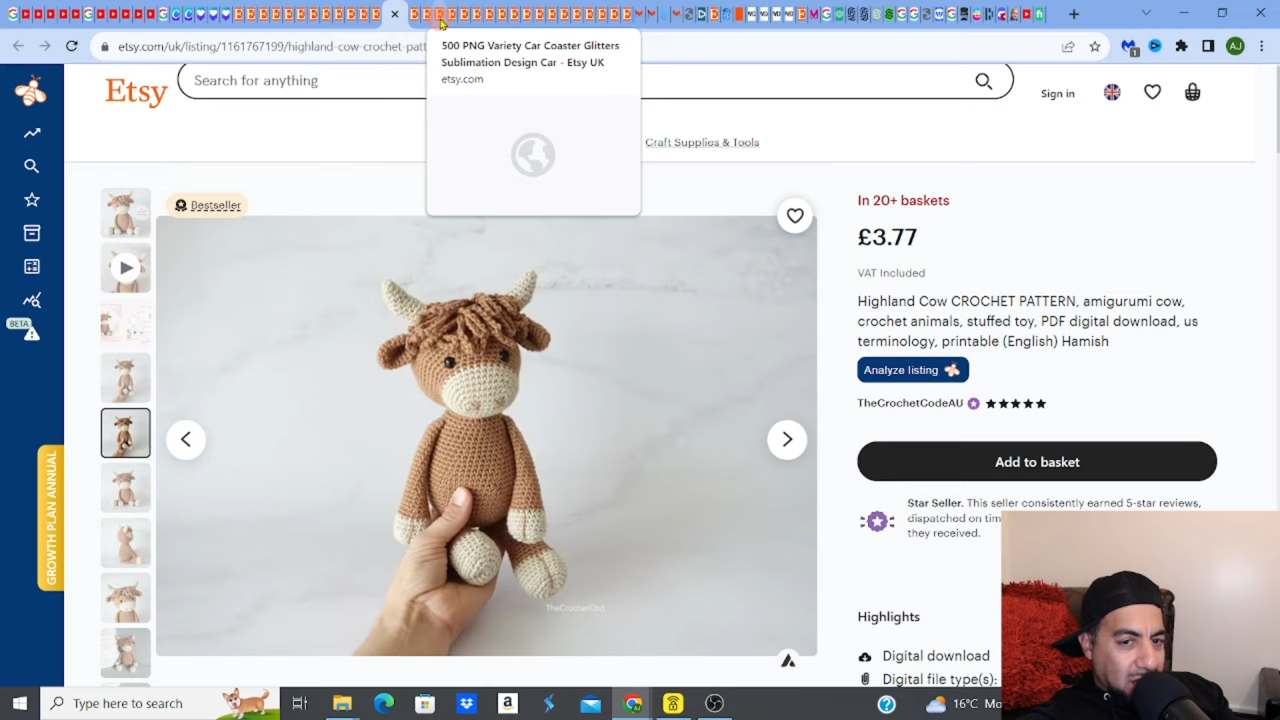 etsy.com/uk/listing/1161767199/highland-cow-crochet-patt
1
AJ
500 PNG Variety Car Coaster Glitters
Sublimation Design Car - Etsy UK
etsy.com
Etsy
Search for anything
Sign in
Craft Supplies & Tools
Bestseller
In 20+ baskets
£3.77
VAT Included
Highland Cow CROCHET PATTERN, amigurumi cow,
crochet animals, stuffed toy, PDF digital download, us
terminology, printable (English) Hamish
Analyze listing
TheCrochetCodeAU
Add to basket
Star Seller. This seller consistently earned 5-star reviews,
dispatched on tim
they received.
Highlights
Digital download
Digital file type(s):
BETA
GROWTH PLAN ANNUAL
Type here to search
16°C Mo